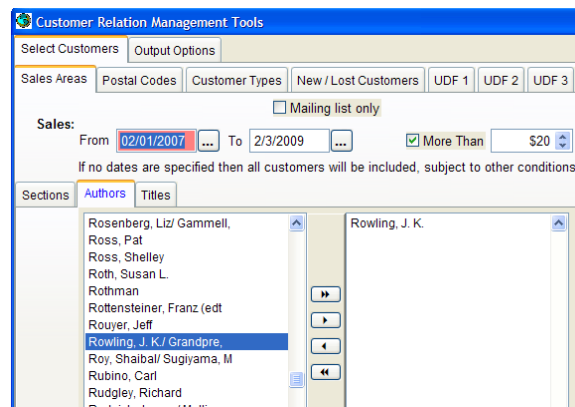 Customer Relation Management Tools
Select Customers Output Options
Sales Areas Postal Codes Customer Types New / Lost Customers UDF 1 UDF 2 UDF 3
Mailing list only
Sales:
From 02/01/2007 ... To 2/3/2009 ... More Than $20
If no dates are specified then all customers will be included, subject to other conditions
Sections Authors Titles
Rosenberg, Liz/ Gammell,
Ross, Pat
Ross, Shelley
Roth, Susan L.
Rothman
Rottensteiner, Franz (edt
Rouyer, Jeff
Rowling, J. K./ Grandpre,
Roy, Shaibal/ Sugiyama, M
Rubino, Carl
Rudgley, Richard
Rowling, J. K.